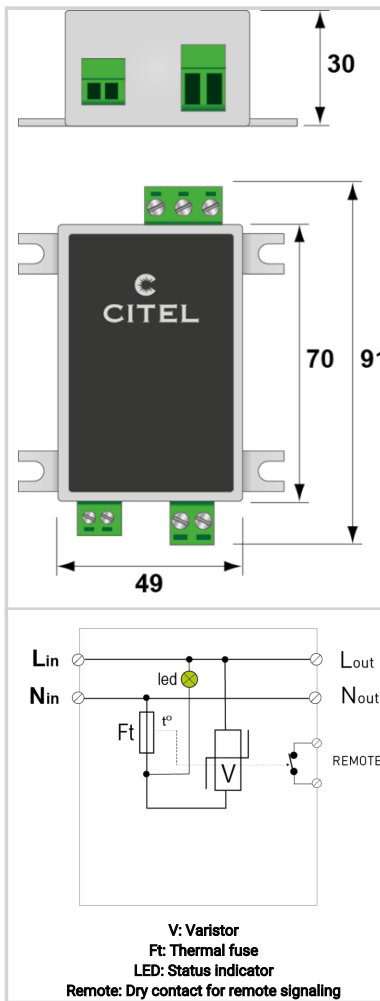 30
CITEL
70
91
49
Lin
Lout
led
Nin
Nout
Ft
t°
V
REMOTE
V: Varistor
Ft: Thermal fuse
LED: Status indicator
Remote: Dry contact for remote signaling